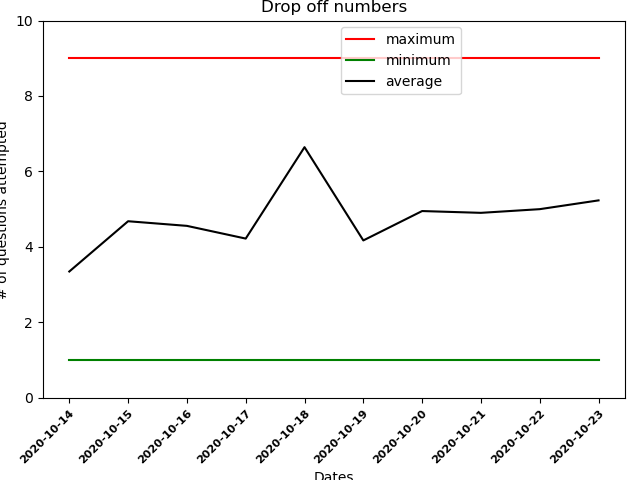 Drop off numbers
maximum
minimum
average
# of questions attempted
10
8
6
4
2
0
2020-10-14
2020-10-15
2020-10-16
2020-10-17
2020-10-18
2020-10-19
2020-10-20
2020-10-21
2020-10-22
2020-10-23
Dates